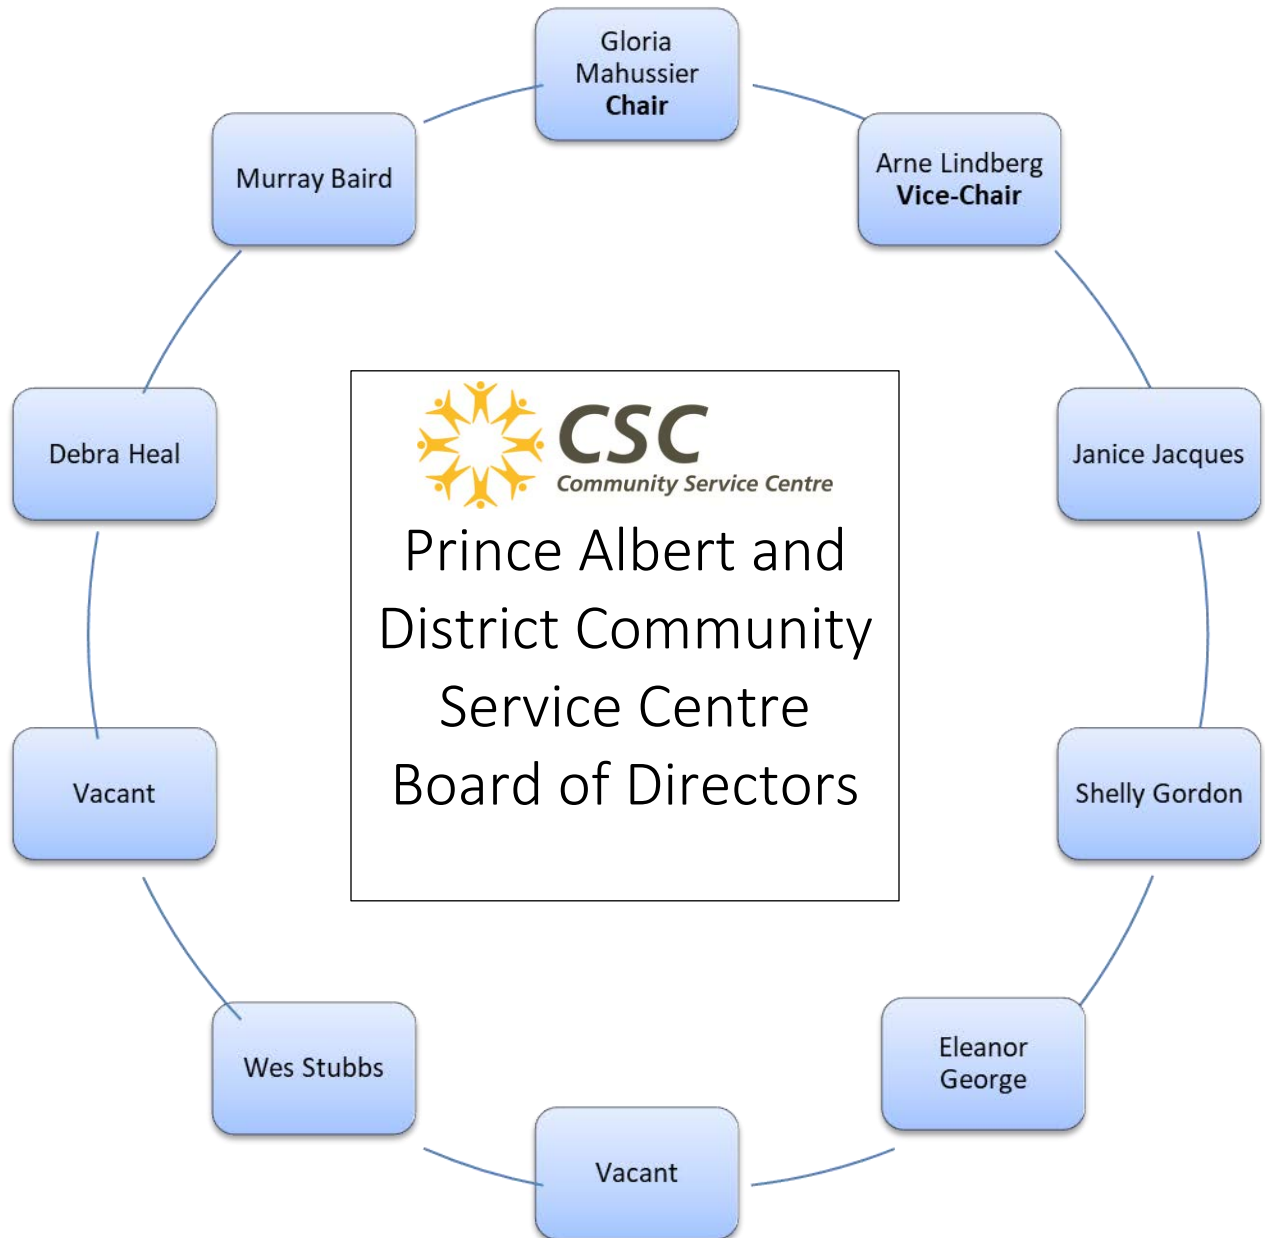 Gloria
Mahussier
Chair
Arne Lindberg
Vice-Chair
Janice Jacques
Shelly Gordon
Eleanor
George
Vacant
Wes Stubbs
Vacant
Debra Heal
Murray Baird
CSC
Community Service Centre
Prince Albert and
District Community
Service Centre
Board of Directors